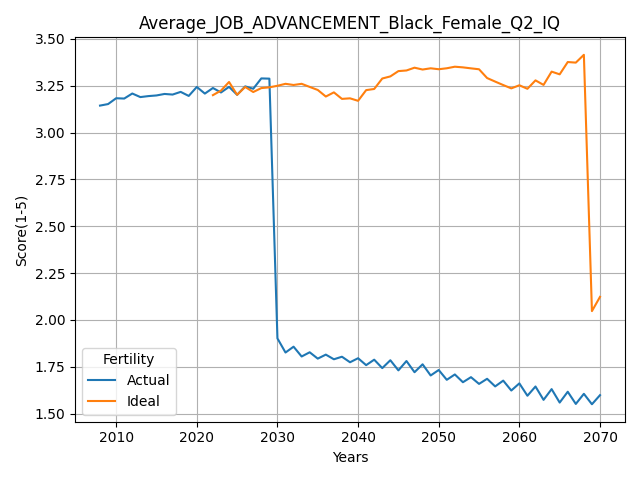 Average_JOB_ADVANCEMENT_Black_Female_Q2_IQ
Score(1-5)
3.50
3.25
3.00
2.75
2.50
2.25
2.00
1.75
1.50
Fertility
Actual
Ideal
2010 2020 2030 2040 2050 2060 2070
Years